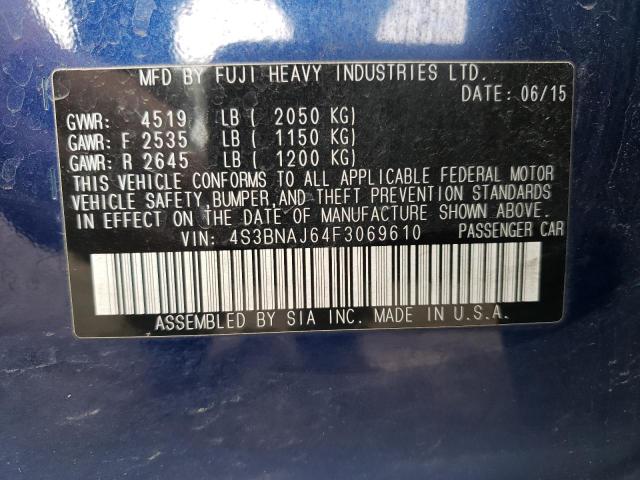 MFD BY FUJI HEAVY INDUSTRIES LTD.
DATE: 06/15
GVWR: 4519 LB ( 2050 KG)
GAWR: F 2535 LB ( 1150 KG)
GAWR: R 2645 LB ( 1200 KG)
THIS VEHICLE CONFORMS TO ALL APPLICABLE FEDERAL MOTOR
VEHICLE SAFETY, BUMPER, AND THEFT PREVENTION STANDARDS
IN EFFECT ON THE DATE OF MANUFACTURE SHOWN ABOVE.
VIN: 4S3BNAJ64F3069610 PASSENGER CAR
ASSEMBLED BY SIA INC. MADE IN U.S.A.